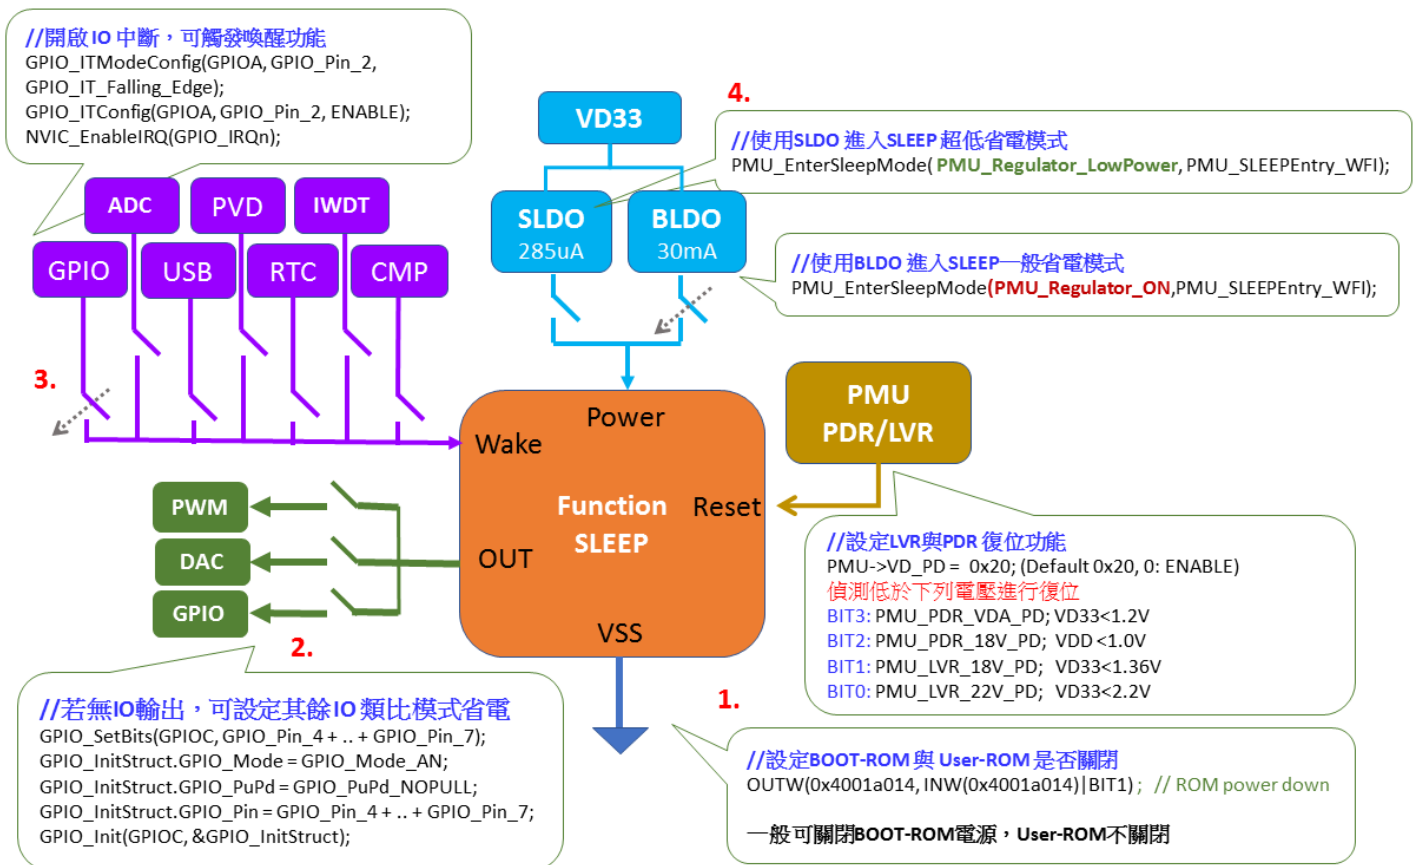 //開啟 IO 中斷，可觸發喚醒功能
GPIO_ITModeConfig(GPIOA, GPIO_Pin_2,
GPIO_IT_Falling_Edge);
GPIO_ITConfig(GPIOA, GPIO_Pin_2, ENABLE);
NVIC_EnableIRQ(GPIO_IRQn);
ADC
PVD
IWDT
GPIO
USB
RTC
CMP
3.
VD33
SLDO
285uA
BLDO
30mA
4.
//使用SLDO 進入SLEEP 超低省電模式
PMU_EnterSleepMode( PMU_Regulator_LowPower, PMU_SLEEPEntry_WFI);
//使用BLDO 進入SLEEP一般省電模式
PMU_EnterSleepMode(PMU_Regulator_ON,PMU_SLEEPEntry_WFI);
Power
Wake
Function
SLEEP
Reset
OUT
VSS
PMU
PDR/LVR
//設定LVR與PDR 復位功能
PMU->VD_PD = 0x20; (Default 0x20, 0: ENABLE)
偵測低於下列電壓進行復位
BIT3: PMU_PDR_VDA_PD; VD33<1.2V
BIT2: PMU_PDR_18V_PD; VDD <1.0V
BIT1: PMU_LVR_18V_PD; VD33<1.36V
BIT0: PMU_LVR_22V_PD; VD33<2.2V
PWM
DAC
GPIO
2.
//若無IO輸出，可設定其餘 IO 類比模式省電
GPIO_SetBits(GPIOC, GPIO_Pin_4 + .. + GPIO_Pin_7);
GPIO_InitStruct.GPIO_Mode = GPIO_Mode_AN;
GPIO_InitStruct.GPIO_PuPd = GPIO_PuPd_NOPULL;
GPIO_InitStruct.GPIO_Pin = GPIO_Pin_4 + .. + GPIO_Pin_7;
GPIO_Init(GPIOC, &GPIO_InitStruct);
1.
//設定BOOT-ROM 與 User-ROM 是否關閉
OUTW(0x4001a014, INW(0x4001a014)|BIT1) ; // ROM power down
一般可關閉BOOT-ROM電源，User-ROM不關閉